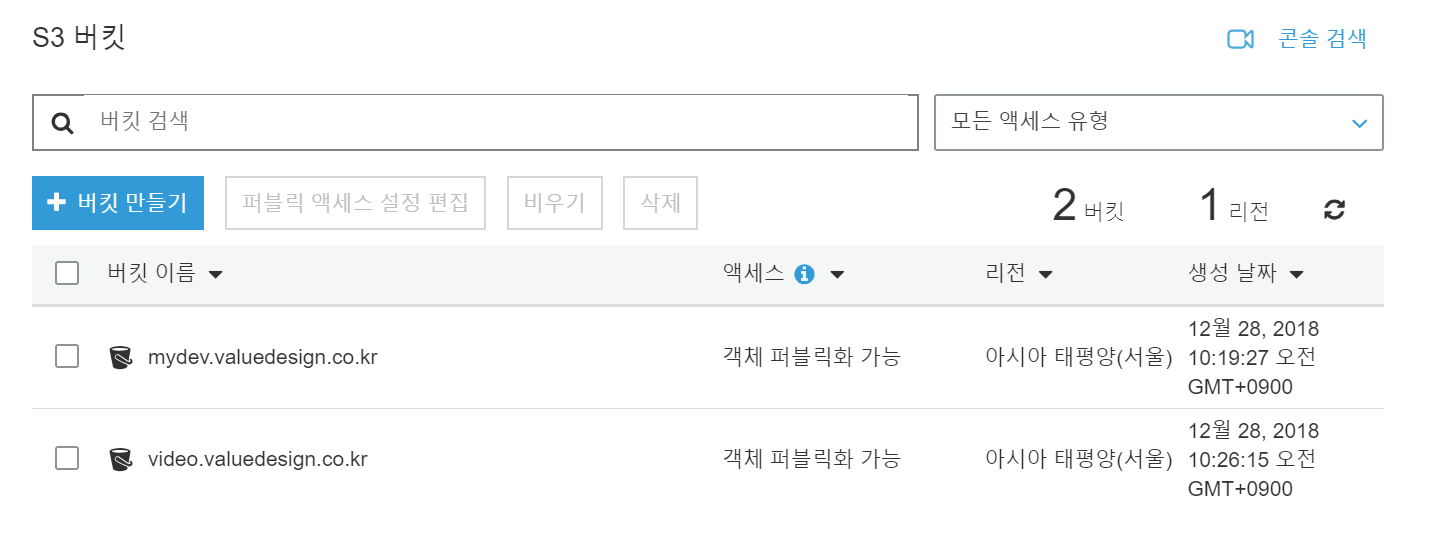 S3 버킷
콘솔 검색
버킷 검색
모든 액세스 유형
버킷 만들기
퍼블릭 액세스 설정 편집
비우기
삭제
2 버킷
1 리전
버킷 이름
액세스
리전
생성 날짜
mydev.valuedesign.co.kr
객체 퍼블릭화 가능
아시아 태평양(서울)
12월 28, 2018
10:19:27 오전
GMT+0900
video.valuedesign.co.kr
객체 퍼블릭화 가능
아시아 태평양(서울)
12월 28, 2018
10:26:15 오전
GMT+0900